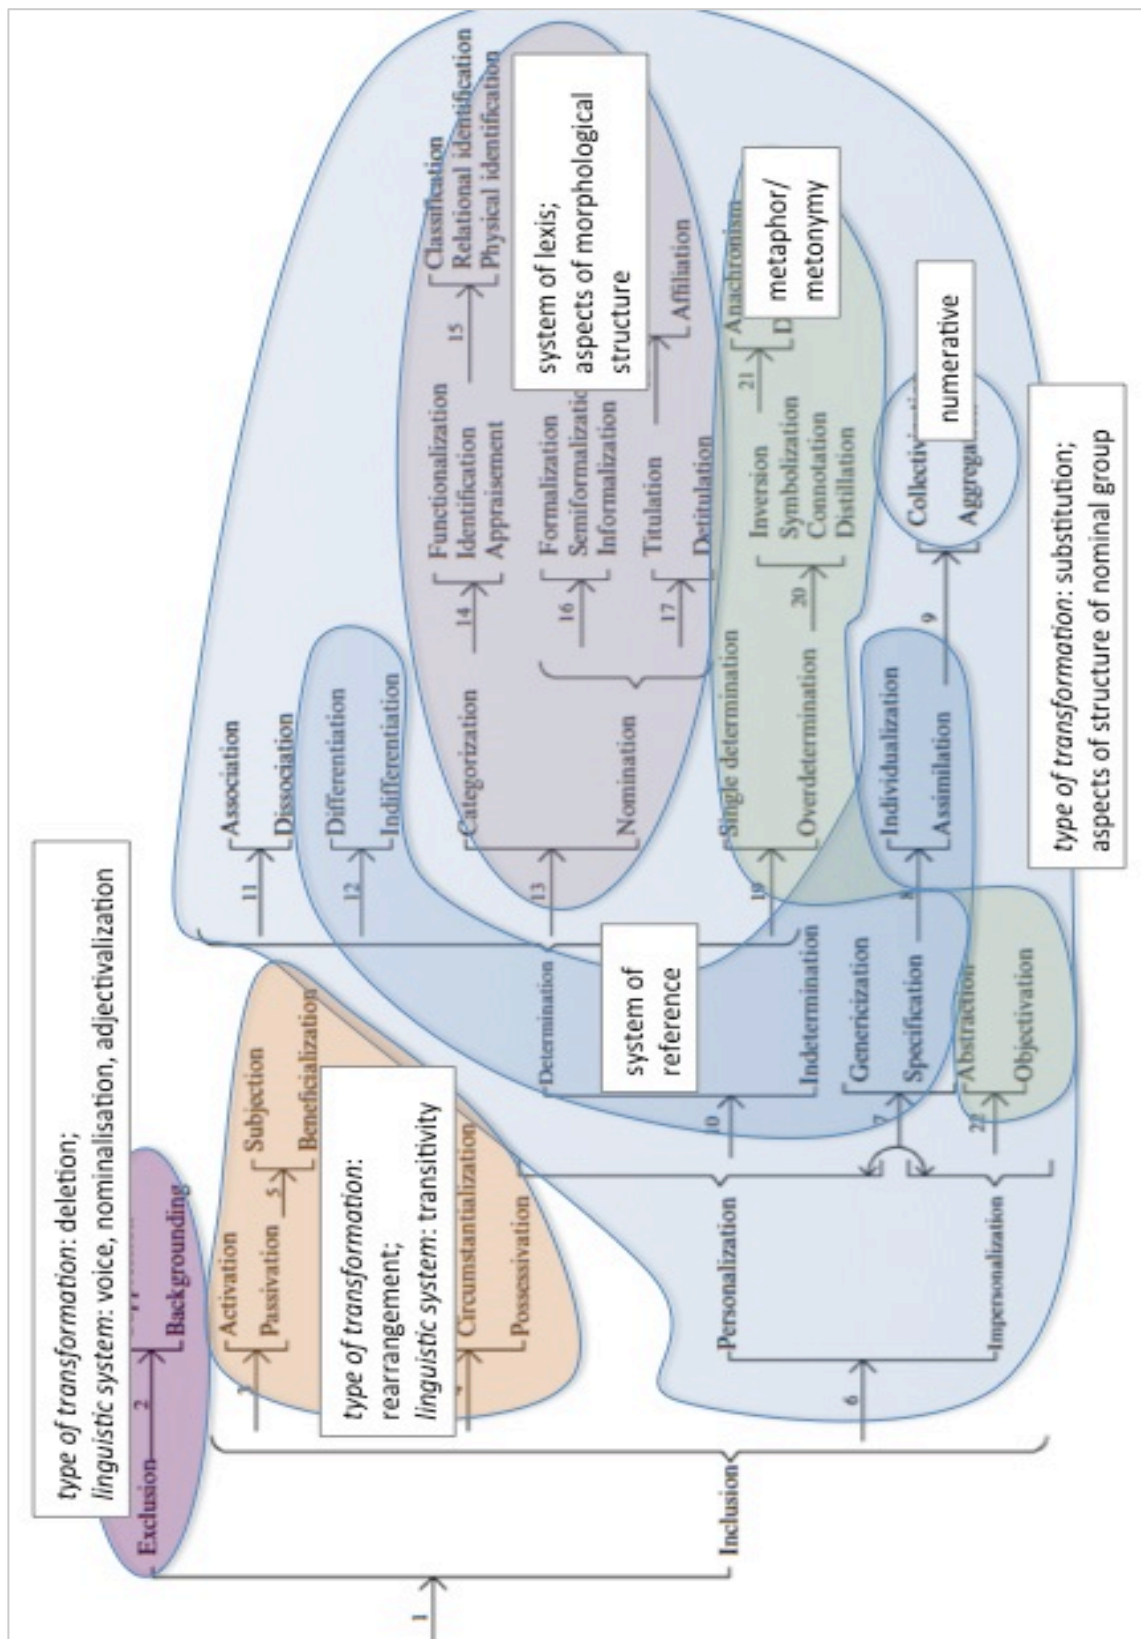 type of transformation: deletion;
linguistic system: voice, nominalisation, adjectivalization
Exclusion
2
Backgrounding
1
Inclusion
3
Activation
Passivation
5
Subjection
Beneficialization
type of transformation:
rearrangement;
linguistic system: transitivity
Circumstantialization
Possessivation
6
Personalization
Impersonalization
10
Determination
Indetermination
7
Genericization
Specification
22
Abstraction
Objectivation
system of
reference
11
Association
Dissociation
12
Differentiation
Indifferentiation
13
Categorization
Nomination
14
Functionalization
Identification
Appraisement
15
Classification
Relational identification
Physical identification
16
Formalization
Informalization
17
Titulation
Detitulation
Affiliation
system of lexis;
aspects of morphological
structure
19
Single determination
Overdetermination
20
Inversion
Symbolization
Connotation
Distillation
21
Anachronism
metaphor/
metonymy
8
Individualization
Assimilation
9
numerative
type of transformation: substitution;
aspects of structure of nominal group